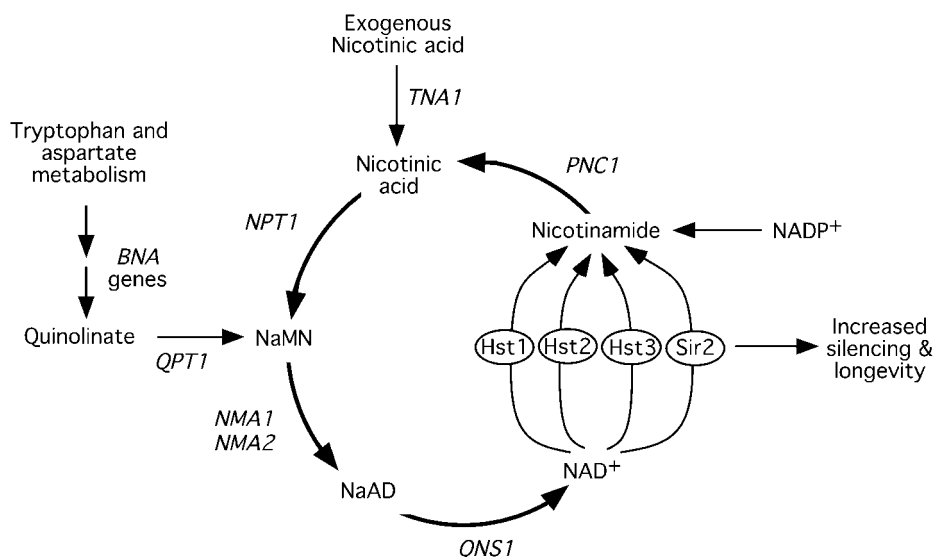 Exogenous
Nicotinic acid
TNA1
Tryptophan and
aspartate
metabolism
Nicotinic
acid
PNC1
NPT1
Nicotinamide
NADP+
BNA
genes
Quinolinate
QPT1
NaMN
Hst1
Hst2
Hst3
Sir2
Increased
silencing &
longevity
NMA1
NMA2
NaAD
NAD+
QNS1